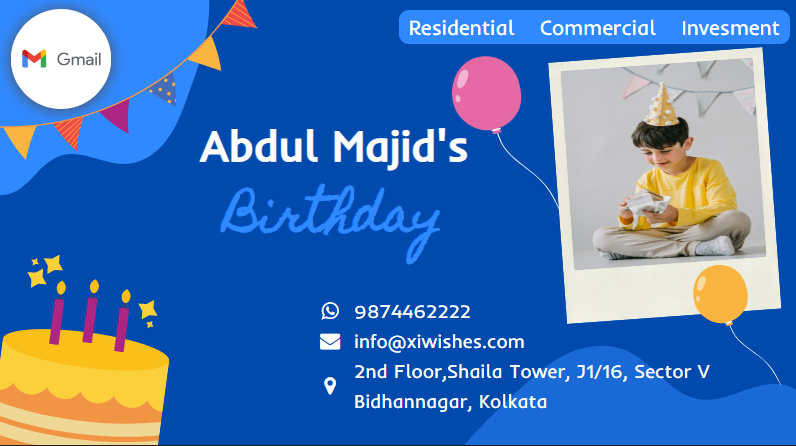 Gmail
Residential Commercial Invesment
Abdul Majid's
Birthday
9874462222
info@xiwishes.com
2nd Floor,Shaila Tower, J1/16, Sector V
Bidhannagar, Kolkata